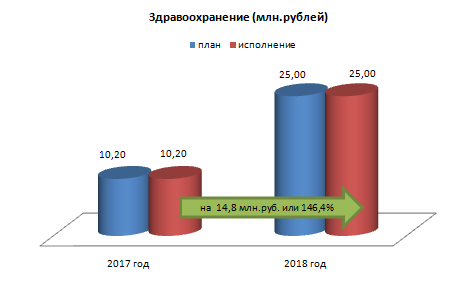 Здравоохранение (млн.рублей)
план исполнение
25,00 25,00
10,20 10,20
на 14,8 млн.руб. или 146,4%
2017 год 2018 год